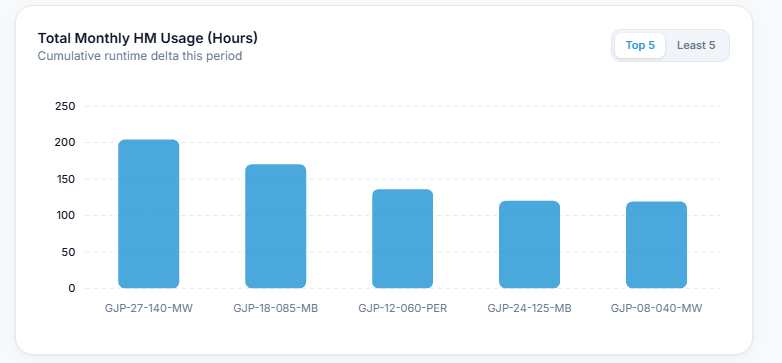 Total Monthly HM Usage (Hours)
Cumulative runtime delta this period
Top 5 Least 5
250
200
150
100
50
0
GJP-27-140-MW GJP-18-085-MB GJP-12-060-PER GJP-24-125-MB GJP-08-040-MW